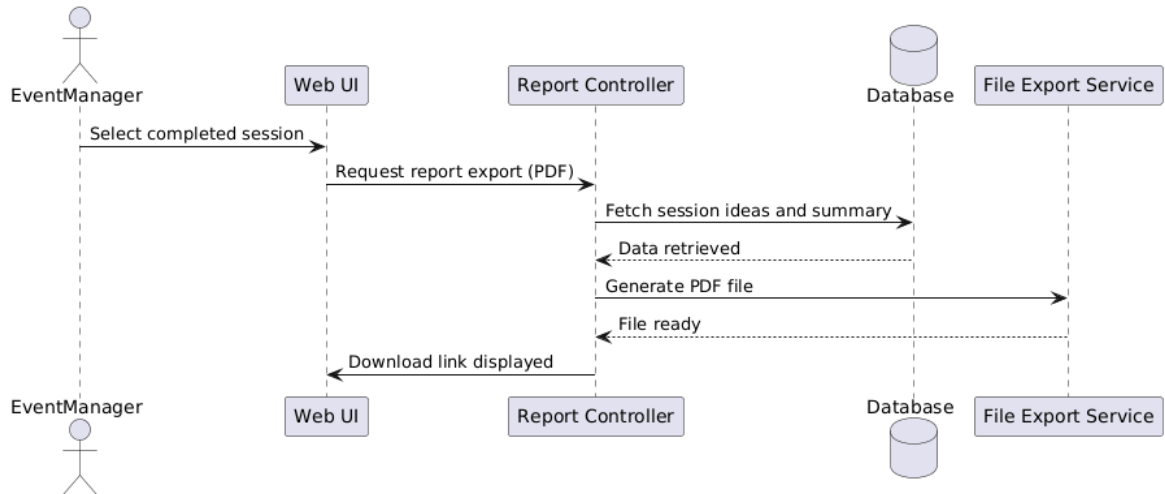 EventManager
Web UI
Report Controller
Database
File Export Service
Select completed session
Request report export (PDF)
Fetch session ideas and summary
Data retrieved
Generate PDF file
File ready
Download link displayed
EventManager
Web UI
Report Controller
Database
File Export Service